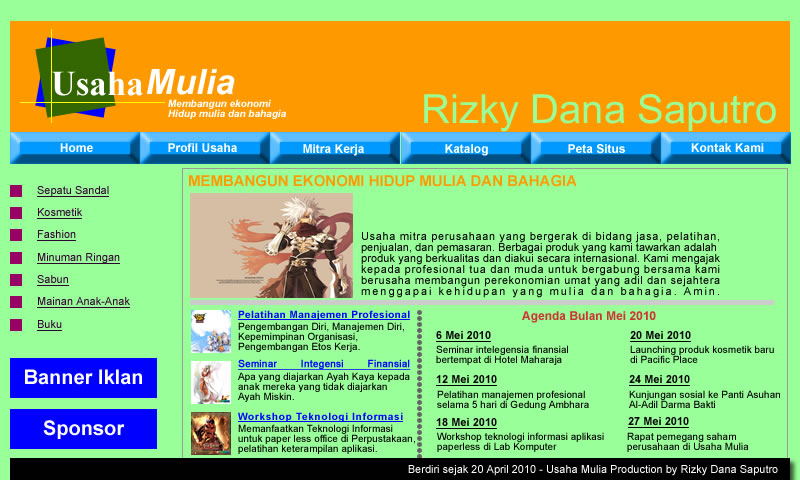 Usaha Mulia
Membangun ekonomi
Hidup mulia dan bahagia
Rizky Dana Saputro
Home Profil Usaha Mitra Kerja Katalog Peta Situs Kontak Kami
Sepatu Sandal
Kosmetik
Fashion
Minuman Ringan
Sabun
Mainan Anak-Anak
Buku
Banner Iklan
Sponsor
MEMBANGUN EKONOMI HIDUP MULIA DAN BAHAGIA
Usaha mitra perusahaan yang bergerak di bidang jasa, pelatihan,
penjualan, dan pemasaran. Berbagai produk yang kami tawarkan adalah
produk yang berkualitas dan diakui secara internasional. Kami mengajak
kepada profesional tua dan muda untuk bergabung bersama kami
berusaha membangun perekonomian umat yang adil dan sejahtera
menggapai kehidupan yang mulia dan bahagia. Amin.
Pelatihan Manajemen Profesional
Pengembangan Diri, Manajemen Diri,
Kepemimpinan Organisasi,
Pengembangan Etos Kerja.
Seminar Integensi Finansial
Apa yang diajarkan Ayah Kaya kepada
anak mereka yang tidak diajarkan
Ayah Miskin.
Workshop Teknologi Informasi
Memanfaatkan Teknologi Informasi
untuk paper less office di Perpustakaan,
pelatihan keterampilan aplikasi.
Agenda Bulan Mei 2010
6 Mei 2010
Seminar intelegensia finansial
bertempat di Hotel Maharaja
12 Mei 2010
Pelatihan manajemen profesional
selama 5 hari di Gedung Ambhara
18 Mei 2010
Workshop teknologi informasi aplikasi
paperless di Lab Komputer
20 Mei 2010
Launching produk kosmetik baru
di Pacific Place
24 Mei 2010
Kunjungan sosial ke Panti Asuhan
Al-Adil Darma Bakti
27 Mei 2010
Rapat pemegang saham
perusahaan di Usaha Mulia
Berdiri sejak 20 April 2010 - Usaha Mulia Production by Rizky Dana Saputro